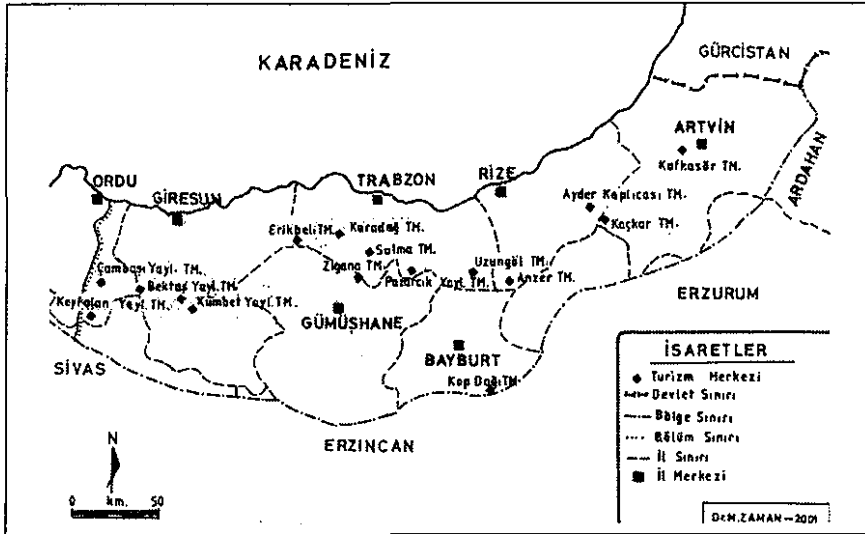 KARADENİZ
GÜRCİSTAN
ARTVİN
Kafkasör TM.
ARDAHAN
ORDU
GİRESUN
TRABZON
RİZE
Ayder Kaplıcası TM.
Kaçkar TM.
Erikbeli TM.
Karadağ TM.
Solma TM.
Zigana TM.
Pazarcık Yayl. TM.
Uzungöl TM.
Anzer TM.
Çambaşı Yayl. TM.
Bektaş Yayl. TM.
Keyfalan Yayl. TM.
Kümbet Yayl. TM.
GÜMÜŞHANE
BAYBURT
Kop Dağı TM
ERZURUM
SİVAS
ERZİNCAN
N
0 km. 50
İSARETLER
Turizm Merkezi
Devlet Sınırı
Bölge Sınırı
Bölüm Sınırı
İl Sınırı
İl Merkezi
Dr.M.ZAMAN-2001